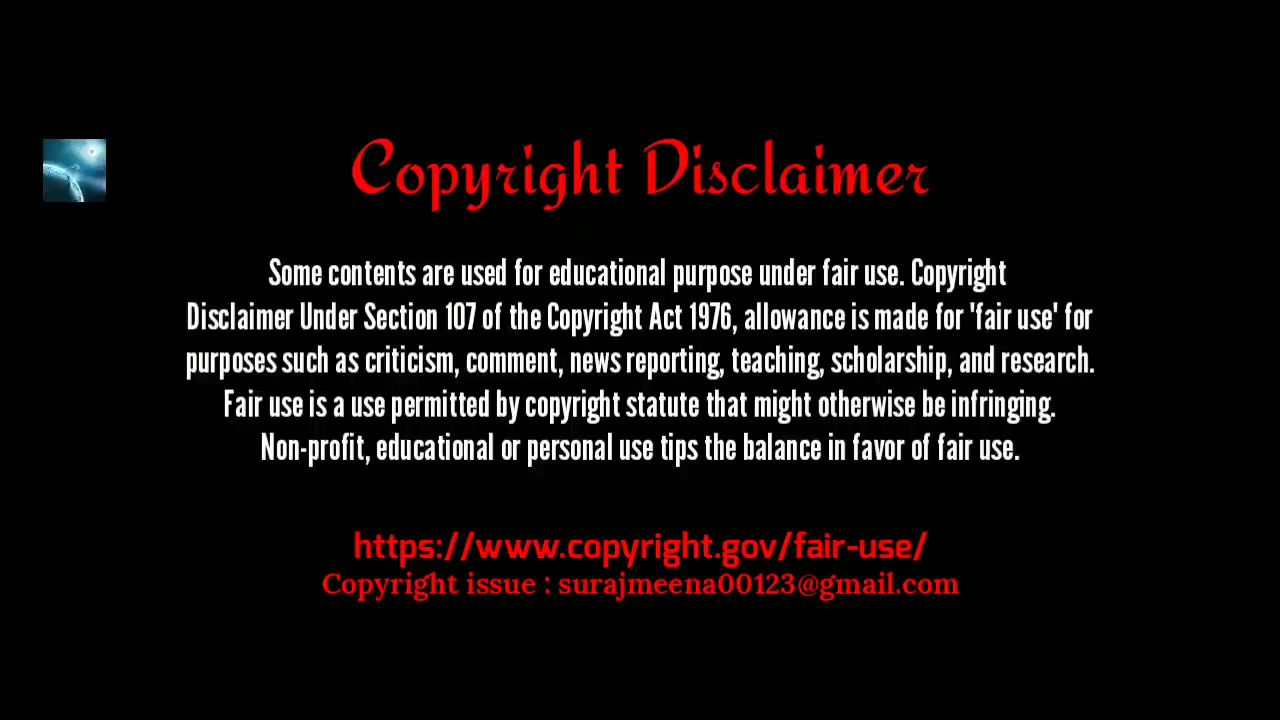 Copyright Disclaimer
Some contents are used for educational purpose under fair use. Copyright
Disclaimer Under Section 107 of the Copyright Act 1976, allowance is made for 'fair use' for
purposes such as criticism, comment, news reporting, teaching, scholarship, and research.
Fair use is a use permitted by copyright statute that might otherwise be infringing.
Non-profit, educational or personal use tips the balance in favor of fair use.
https://www.copyright.gov/fair-use/
Copyright issue : surajmeena00123@gmail.com